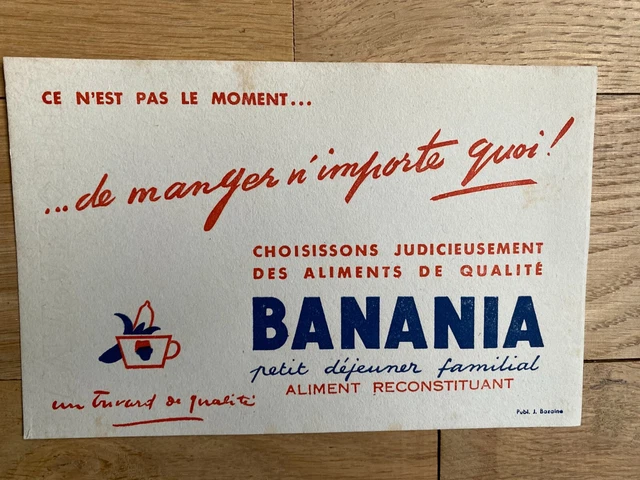 CE N'EST PAS LE MOMENT...
...de manger n'importe quoi !
CHOISISSONS JUDICIEUSEMENT
DES ALIMENTS DE QUALITÉ
BANANIA
petit déjeuner familial
ALIMENT RECONSTITUANT
un buvard de qualité
Publ. J. Bazaine